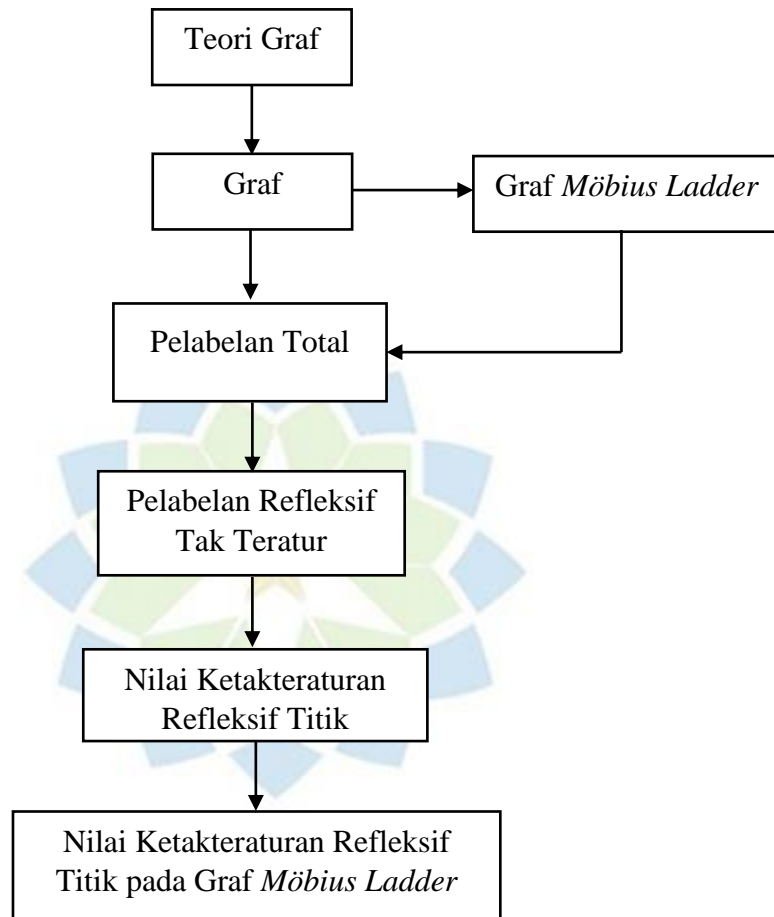 Teori Graf
Graf
Graf Möbius Ladder
Pelabelan Total
Pelabelan Refleksif
Tak Teratur
Nilai Ketakteraturan
Refleksif Titik
Nilai Ketakteraturan Refleksif
Titik pada Graf Möbius Ladder